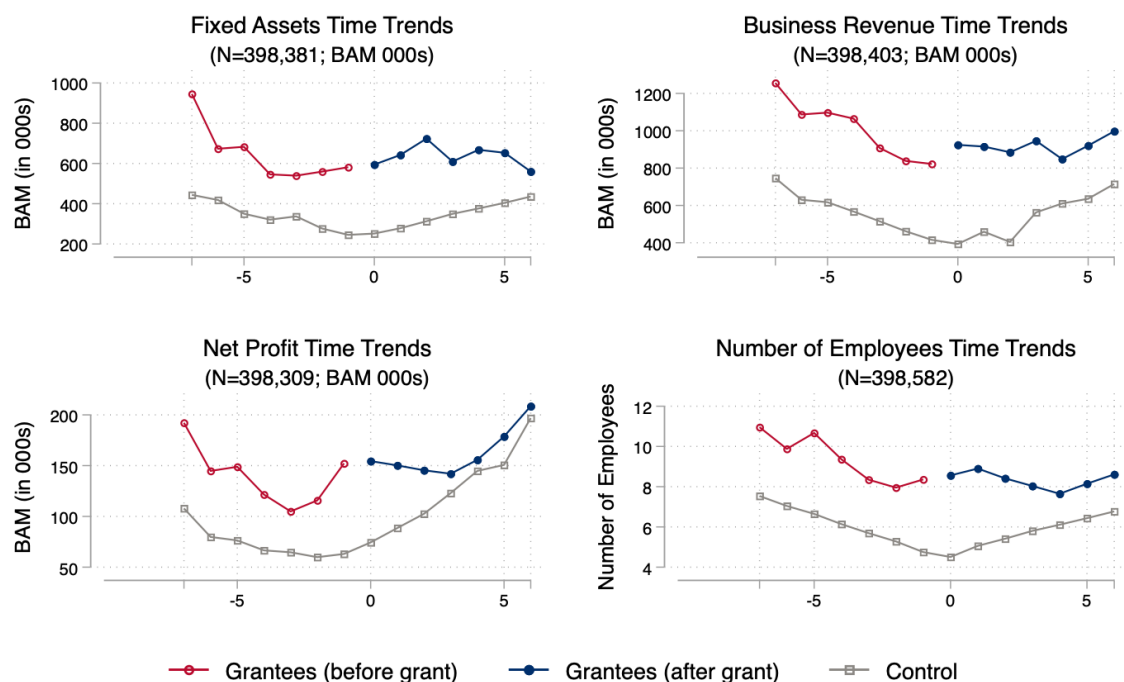 Fixed Assets Time Trends
(N=398,381; BAM 000s)
BAM (in 000s)
1000
800
600
400
200
-5
0
5
Business Revenue Time Trends
(N=398,403; BAM 000s)
BAM (in 000s)
1200
1000
800
600
400
-5
0
5
Net Profit Time Trends
(N=398,309; BAM 000s)
BAM (in 000s)
200
150
100
50
-5
0
5
Number of Employees Time Trends
(N=398,582)
Number of Employees
12
10
8
6
4
-5
0
5
Grantees (before grant)
Grantees (after grant)
Control